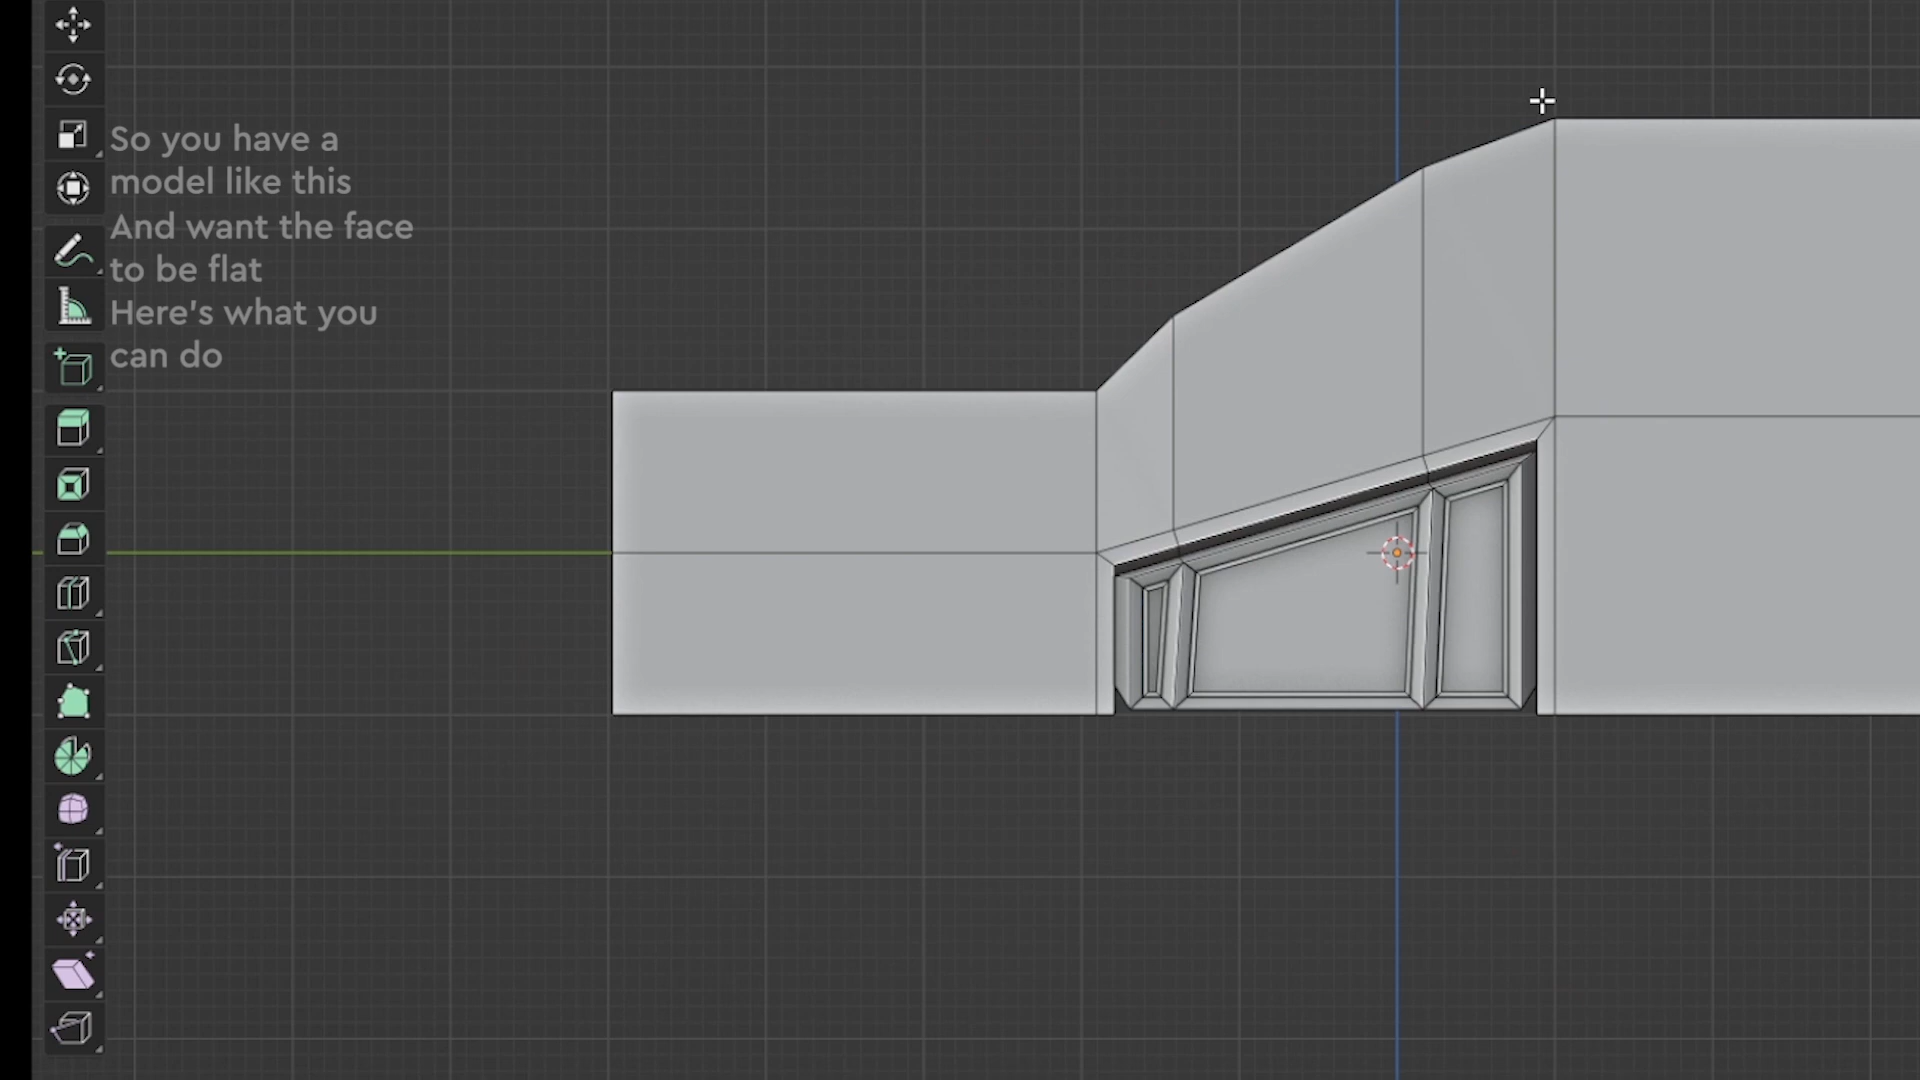 So you have a
model like this
And want the face
to be flat
Here's what you
can do